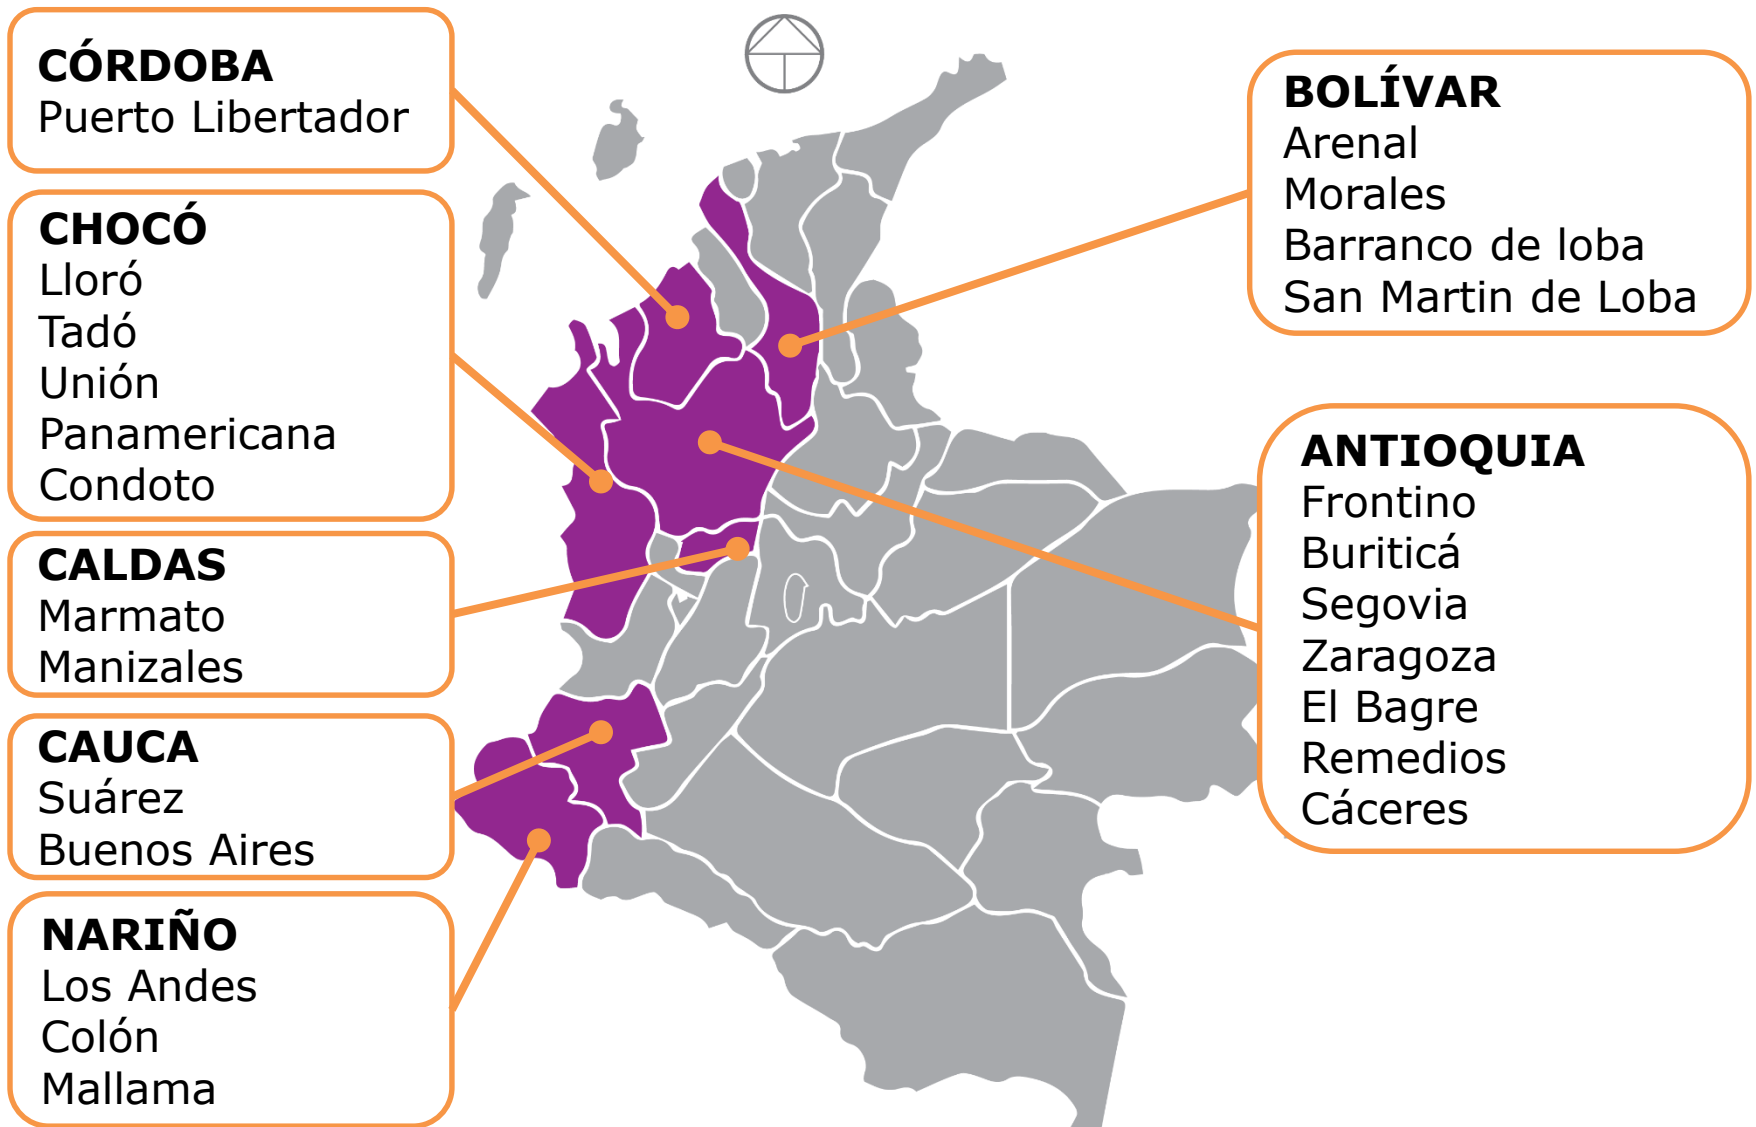 CÓRDOBA
Puerto Libertador
CHOCÓ
Lloró
Tadó
Unión
Panamericana
Condoto
CALDAS
Marmato
Manizales
CAUCA
Suárez
Buenos Aires
NARIÑO
Los Andes
Colón
Mallama
BOLÍVAR
Arenal
Morales
Barranco de loba
San Martin de Loba
ANTIOQUIA
Frontino
Buriticá
Segovia
Zaragoza
El Bagre
Remedios
Cáceres